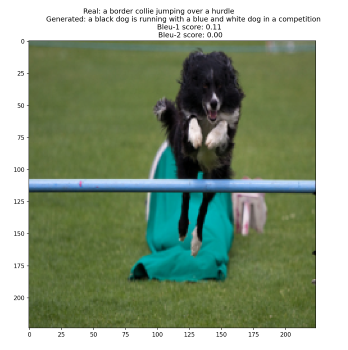 Real: a border collie jumping over a hurdle
Generated: a black dog is running with a blue and white dog in a competition
Bleu-1 score: 0.11
Bleu-2 score: 0.00
0
25
50
75
100
125
150
175
200
0 25 50 75 100 125 150 175 200